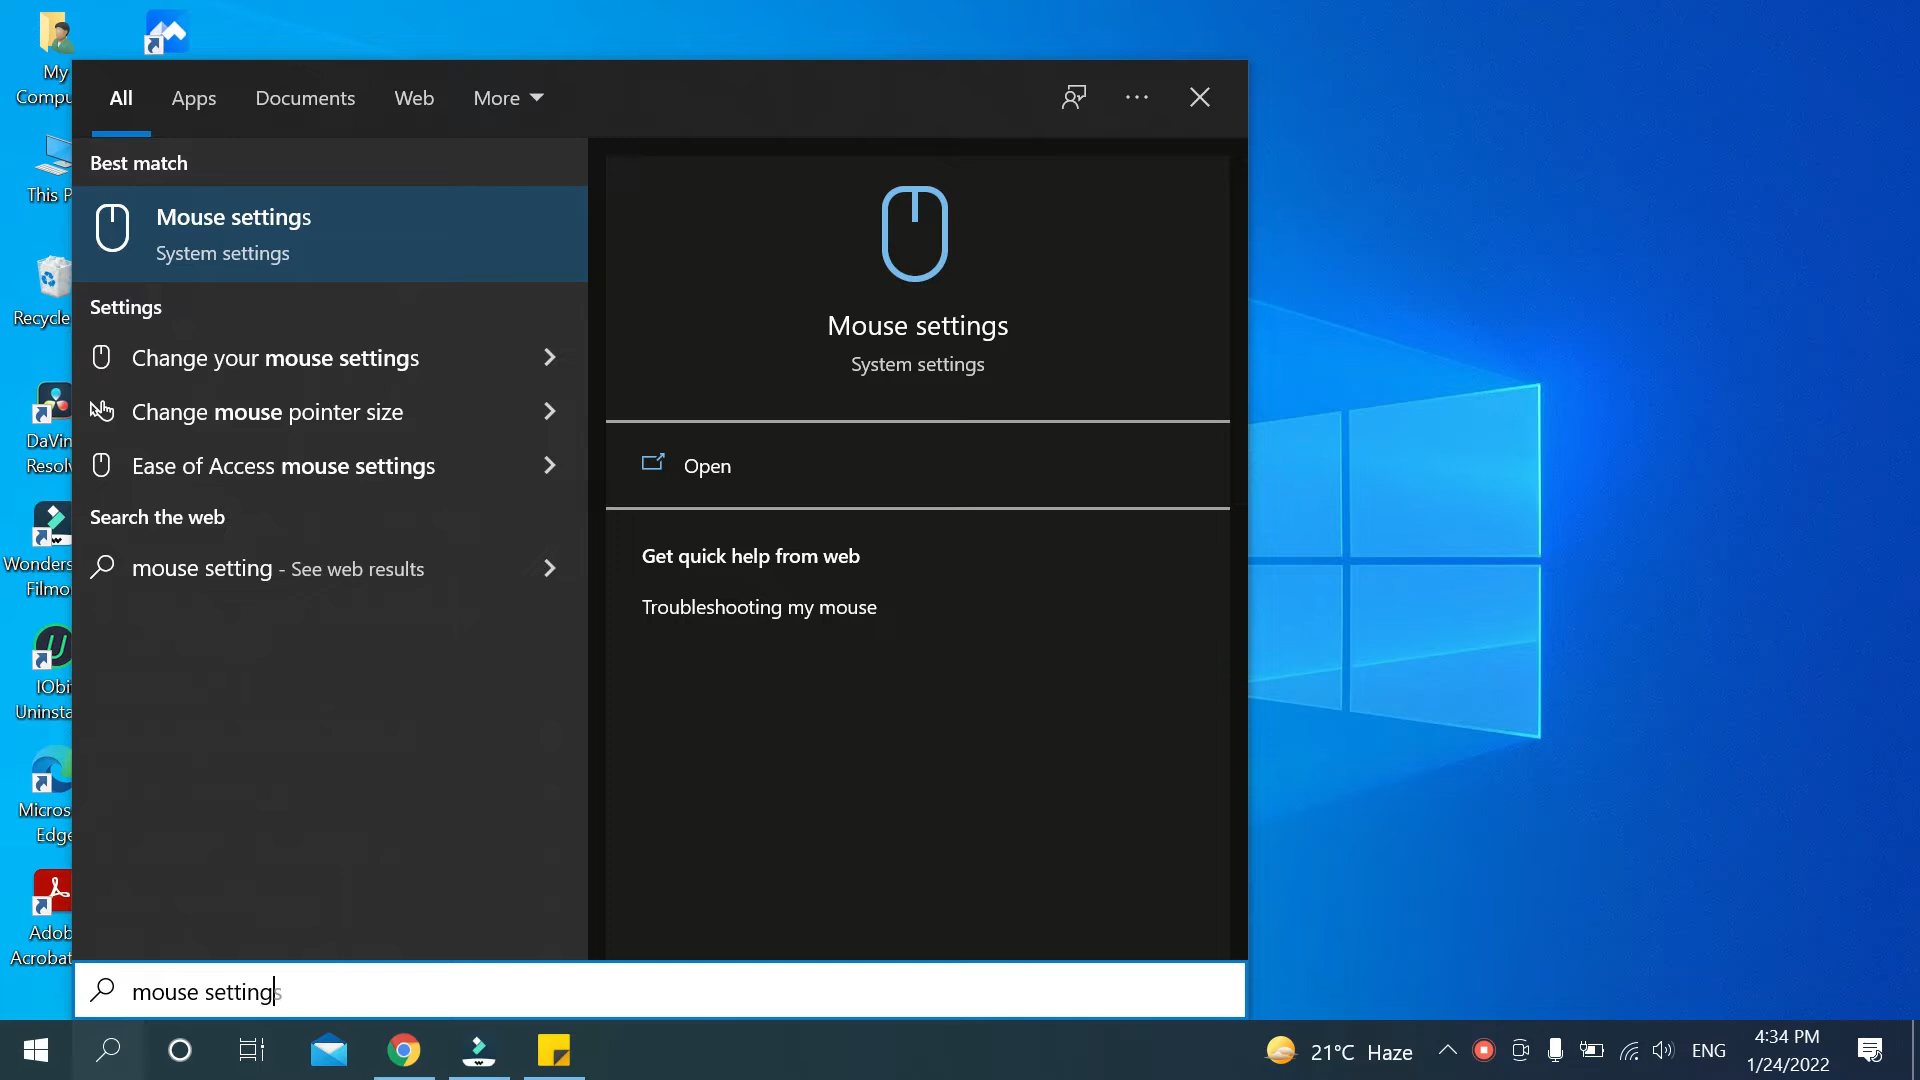 My
Compu
All Apps Documents Web More
Best match
Mouse settings
System settings
Settings
Change your mouse settings
Change mouse pointer size
Ease of Access mouse settings
Search the web
mouse setting - See web results
Mouse settings
System settings
Open
Get quick help from web
Troubleshooting my mouse
This P
Recycle
DaVin
Resolv
Wonders
Filmo
IObi
Uninsta
Micros
Edge
Adob
Acrobat
mouse settings
21°C Haze
ENG
4:34 PM
1/24/2022